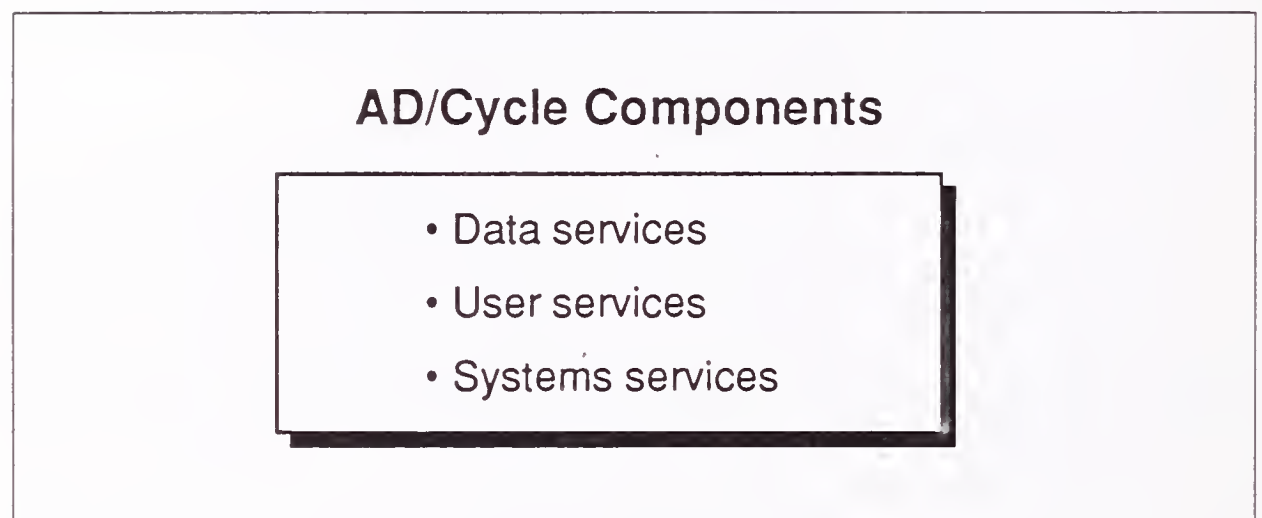 AD/Cycle Components
• Data services
• User services
• Systems services